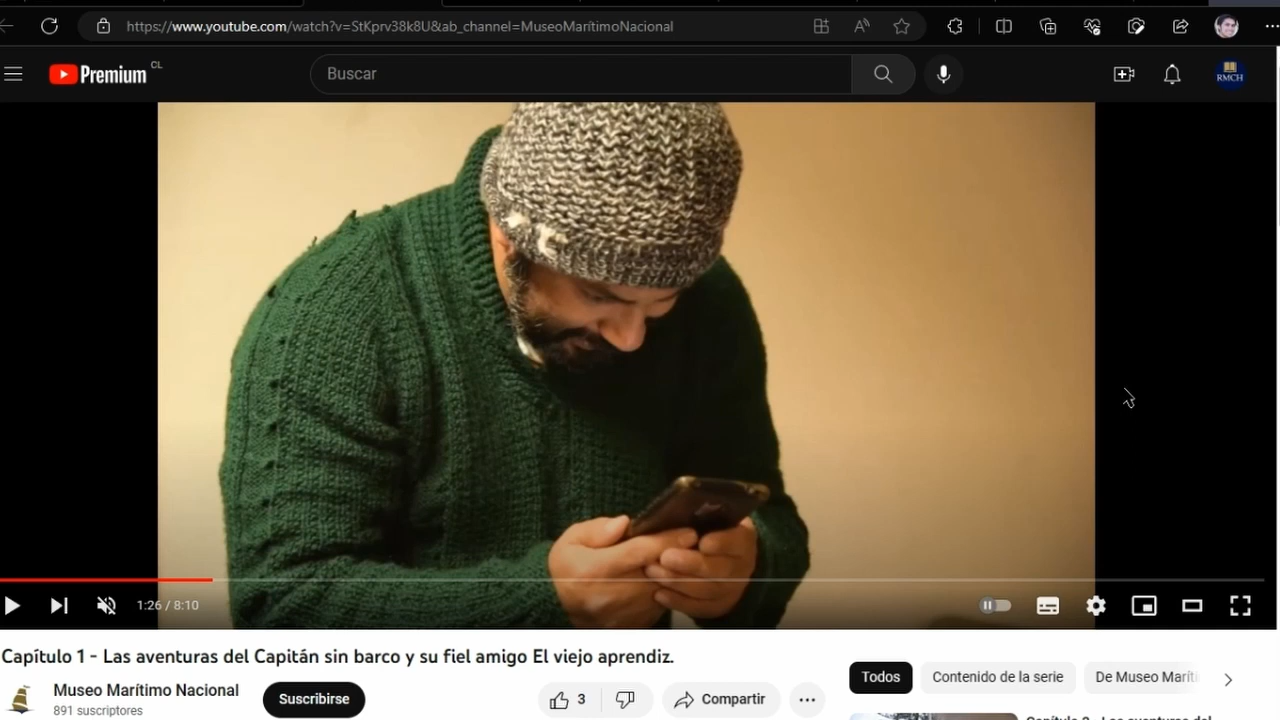 https://www.youtube.com/watch?v=StKprv38k8U&ab_channel=MuseoMarítimoNacional
Premium CL
Buscar
RMCH
1:26 / 8:10
Capítulo 1 - Las aventuras del Capitán sin barco y su fiel amigo El viejo aprendiz.
Museo Marítimo Nacional
891 suscriptores
Suscribirse
3
Compartir
Todos
Contenido de la serie
De Museo Maríti